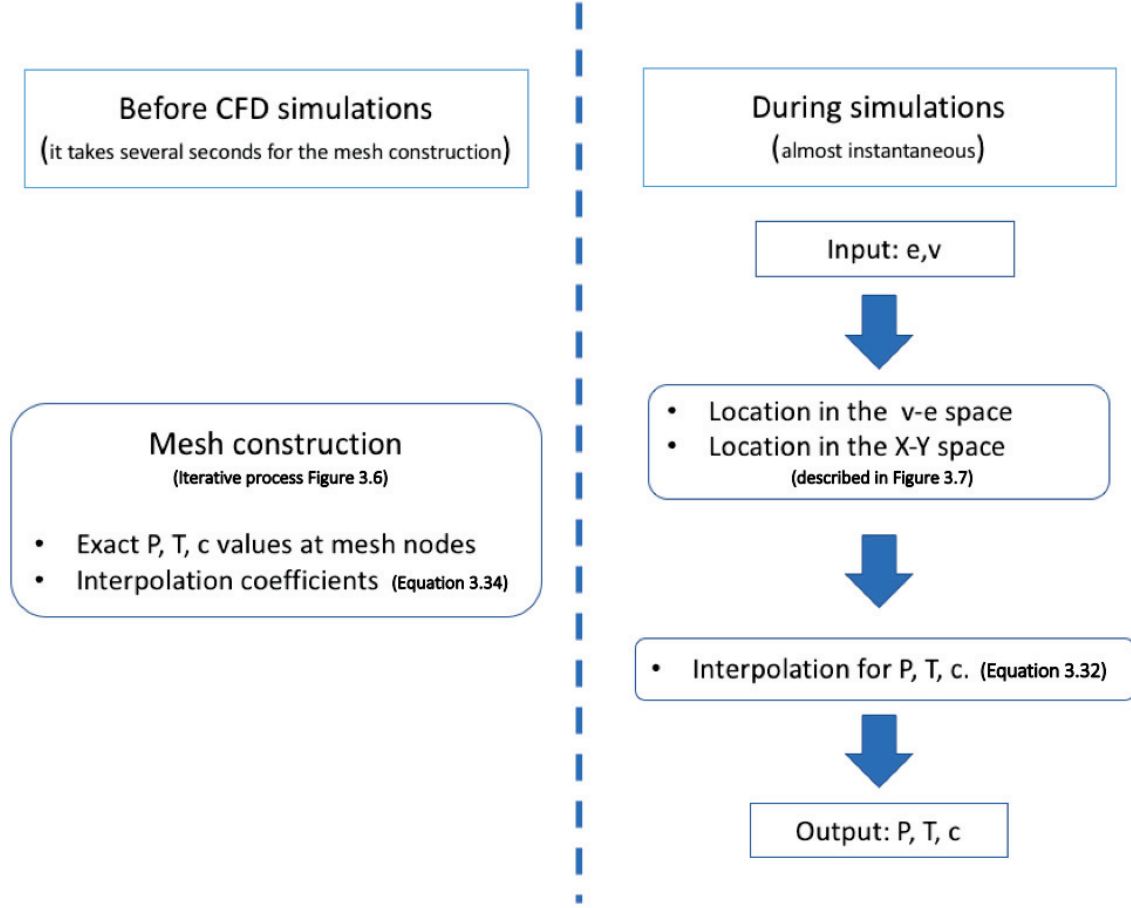 Before CFD simulations
(it takes several seconds for the mesh construction)
Mesh construction
(Iterative process Figure 3.6)
• Exact P, T, c values at mesh nodes
• Interpolation coefficients (Equation 3.34)
During simulations
(almost instantaneous)
Input: e,v
• Location in the v-e space
• Location in the X-Y space
(described in Figure 3.7)
• Interpolation for P, T, c. (Equation 3.32)
Output: P, T, c